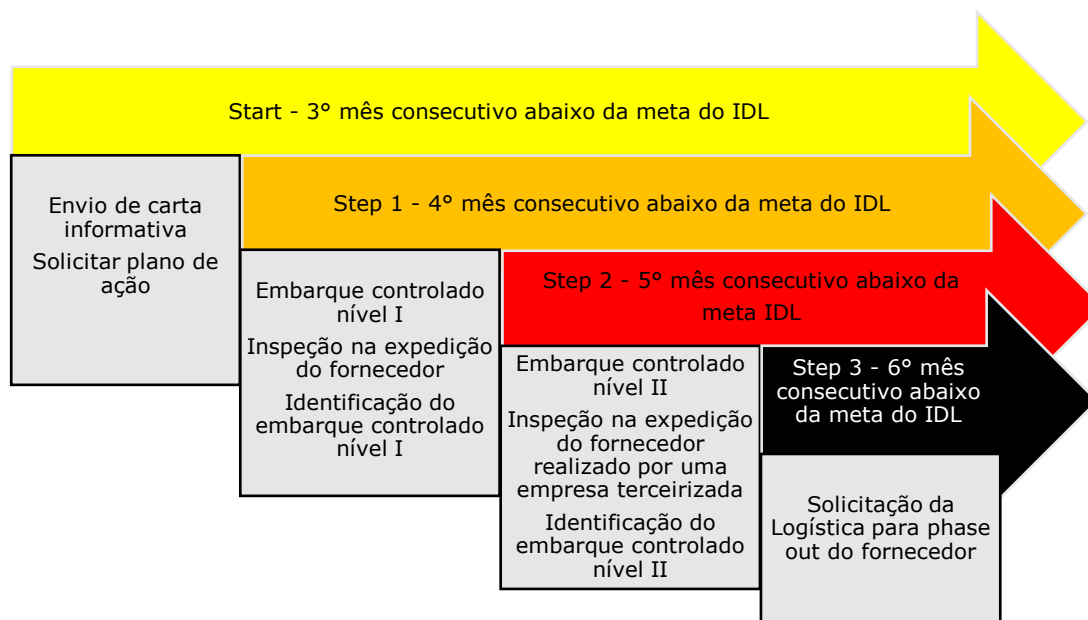 Start - 3° mês consecutivo abaixo da meta do IDL
Envio de carta
informativa
Solicitar plano de
ação
Step 1 - 4° mês consecutivo abaixo da meta do IDL
Embarque controlado
nível I
Inspeção na expedição
do fornecedor
Identificação do
embarque controlado
nível I
Step 2 - 5° mês consecutivo abaixo da
meta IDL
Embarque controlado
nível II
Inspeção na expedição
do fornecedor
realizado por uma
empresa terceirizada
Identificação do
embarque controlado
nível II
Step 3 - 6° mês
consecutivo abaixo
da meta do IDL
Solicitação da
Logística para phase
out do fornecedor